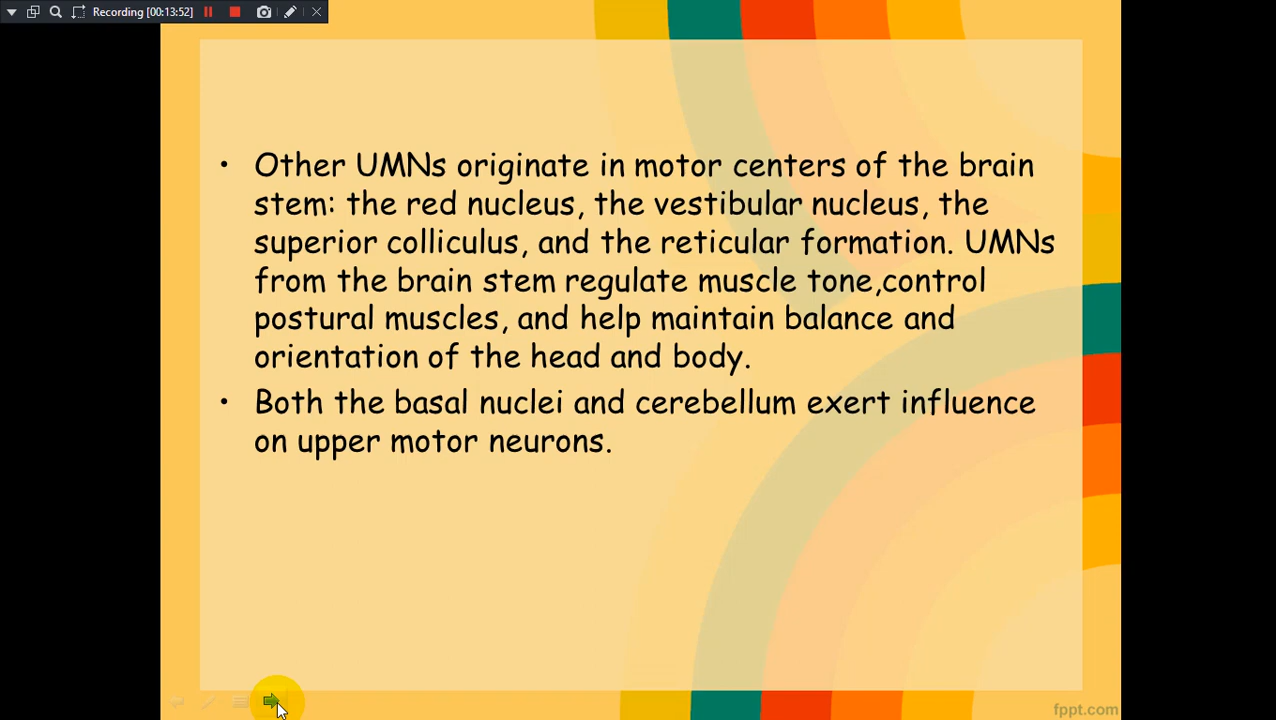 Recording [00:13:52]
• Other UMNs originate in motor centers of the brain
stem: the red nucleus, the vestibular nucleus, the
superior colliculus, and the reticular formation. UMNs
from the brain stem regulate muscle tone,control
postural muscles, and help maintain balance and
orientation of the head and body.
• Both the basal nuclei and cerebellum exert influence
on upper motor neurons.
fppt.com